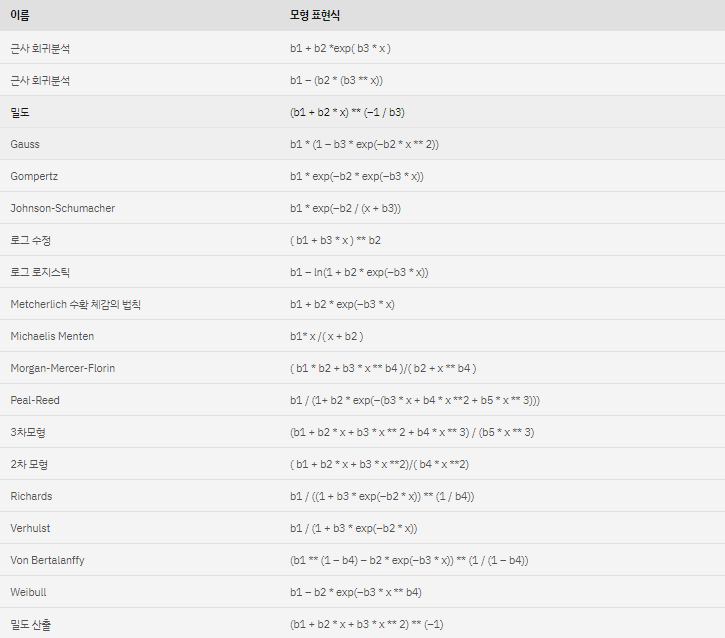 이름 모형 표현식
근사 회귀분석 b1 + b2 *exp( b3 * x )
근사 회귀분석 b1 – (b2 * (b3 ** x))
밀도 (b1 + b2 * x) ** (–1 / b3)
Gauss b1 * (1 – b3 * exp(–b2 * x ** 2))
Gompertz b1 * exp(–b2 * exp(–b3 * x))
Johnson-Schumacher b1 * exp(–b2 / (x + b3))
로그 수정 ( b1 + b3 * x ) ** b2
로그 로지스틱 b1 – ln(1 + b2 * exp(–b3 * x))
Metcherlich 수확 체감의 법칙 b1 + b2 * exp(–b3 * x)
Michaelis Menten b1* x /( x + b2 )
Morgan-Mercer-Florin ( b1 * b2 + b3 * x ** b4 )/( b2 + x ** b4 )
Peal-Reed b1 / (1+ b2 * exp(–(b3 * x + b4 * x **2 + b5 * x ** 3)))
3차모형 (b1 + b2 * x + b3 * x ** 2 + b4 * x ** 3) / (b5 * x ** 3)
2차 모형 ( b1 + b2 * x + b3 * x **2)/( b4 * x **2)
Richards b1 / ((1 + b3 * exp(–b2 * x)) ** (1 / b4))
Verhulst b1 / (1 + b3 * exp(–b2 * x))
Von Bertalanffy (b1 ** (1 – b4) – b2 * exp(–b3 * x)) ** (1 / (1 – b4))
Weibull b1 – b2 * exp(–b3 * x ** b4)
밀도 산출 (b1 + b2 * x + b3 * x ** 2) ** (–1)